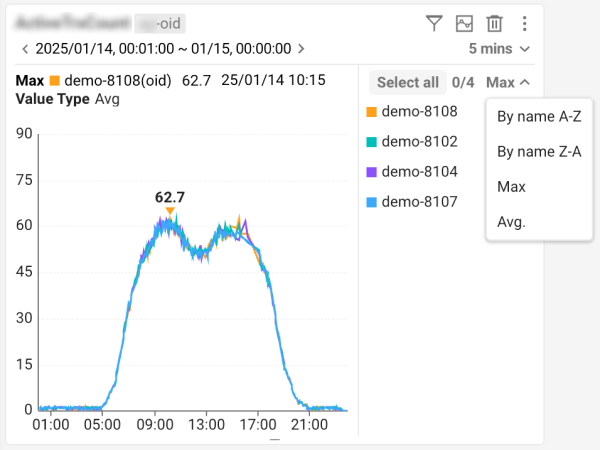 -oid
2025/01/14, 00:01:00 ~ 01/15, 00:00:00
5 mins
Max demo-8108(oid) 62.7 25/01/14 10:15
Value Type Avg
Select all 0/4 Max
demo-8108
demo-8102
demo-8104
demo-8107
By name A-Z
By name Z-A
Max
Avg.
90
75
60
45
30
15
0
62.7
01:00 05:00 09:00 13:00 17:00 21:00